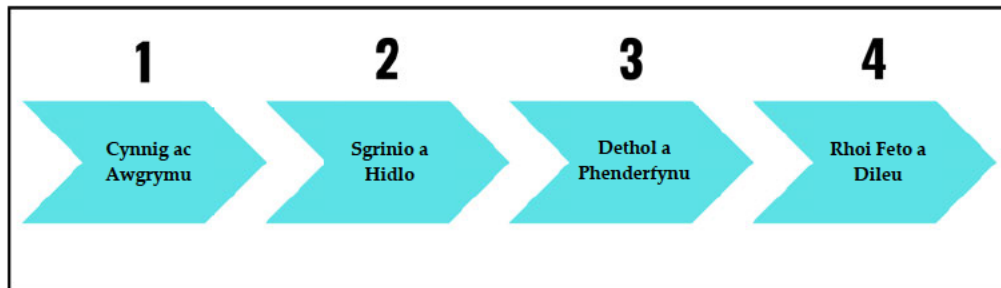 1
2
3
4
Cynnig ac
Awgrymu
Sgrinio a
Hidlo
Dethol a
Phenderfynu
Rhoi Feto a
Dileu